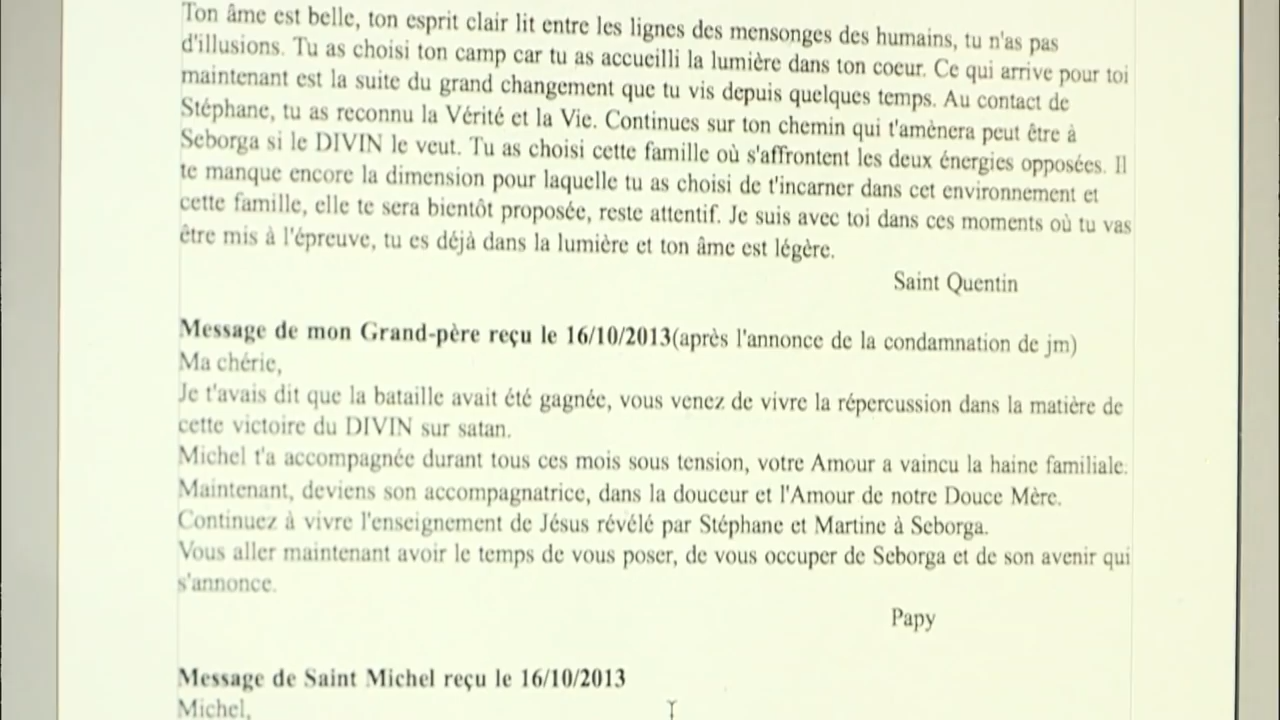 Ton âme est belle, ton esprit clair lit entre les lignes des mensonges des humains, tu n'as pas
d'illusions. Tu as choisi ton camp car tu as accueilli la lumière dans ton coeur. Ce qui arrive pour toi
maintenant est la suite du grand changement que tu vis depuis quelques temps. Au contact de
Stéphane, tu as reconnu la Vérité et la Vie. Continues sur ton chemin qui t'amènera peut être à
Seborga si le DIVIN le veut. Tu as choisi cette famille où s'affrontent les deux énergies opposées. Il
te manque encore la dimension pour laquelle tu as choisi de t'incarner dans cet environnement et
cette famille, elle te sera bientôt proposée, reste attentif. Je suis avec toi dans ces moments où tu vas
être mis à l'épreuve, tu es déjà dans la lumière et ton âme est légère.
Saint Quentin
Message de mon Grand-père reçu le 16/10/2013(après l'annonce de la condamnation de jm)
Ma chérie,
Je t'avais dit que la bataille avait été gagnée, vous venez de vivre la répercussion dans la matière de
cette victoire du DIVIN sur satan.
Michel t'a accompagnée durant tous ces mois sous tension, votre Amour a vaincu la haine familiale.
Maintenant, deviens son accompagnatrice, dans la douceur et l'Amour de notre Douce Mère.
Continuez à vivre l'enseignement de Jésus révélé par Stéphane et Martine à Seborga.
Vous aller maintenant avoir le temps de vous poser, de vous occuper de Seborga et de son avenir qui
s'annonce.
Papy
Message de Saint Michel reçu le 16/10/2013
Michel,